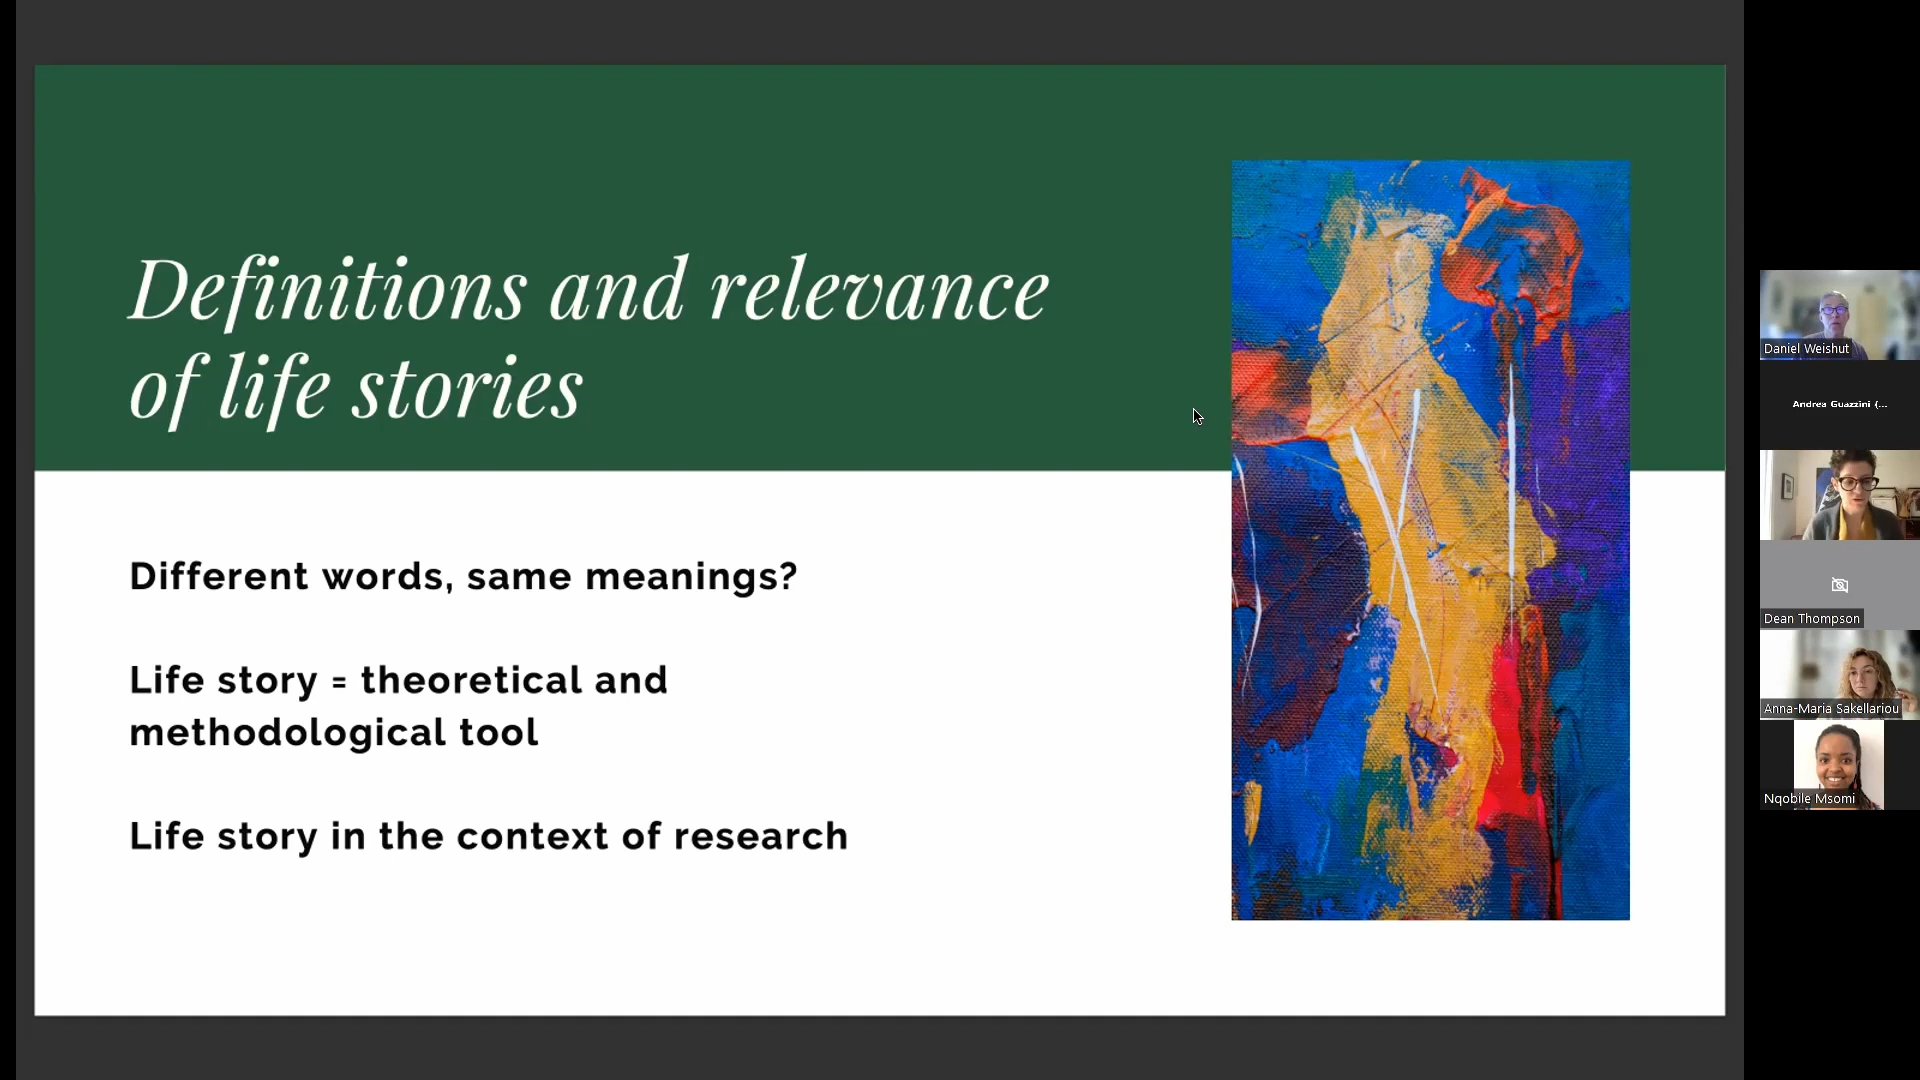 Definitions and relevance
of life stories
Different words, same meanings?
Life story = theoretical and
methodological tool
Life story in the context of research
Daniel Weishut
Andrea Guazzini (...
Dean Thompson
Anna-Maria Sakellariou
Nqobile Msomi